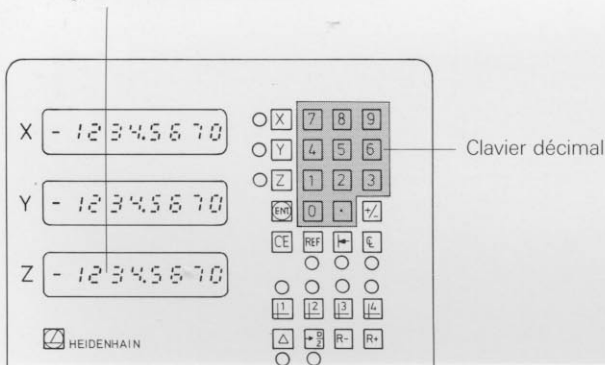 X - 1234.5670
X 7 8 9
Y 4 5 6
Clavier décimal
Y - 1234.5670
Z 1 2 3
ENT 0 · +/-
CE REF
Z - 1234.5670
1 2 3 4
HEIDENHAIN
R- R+